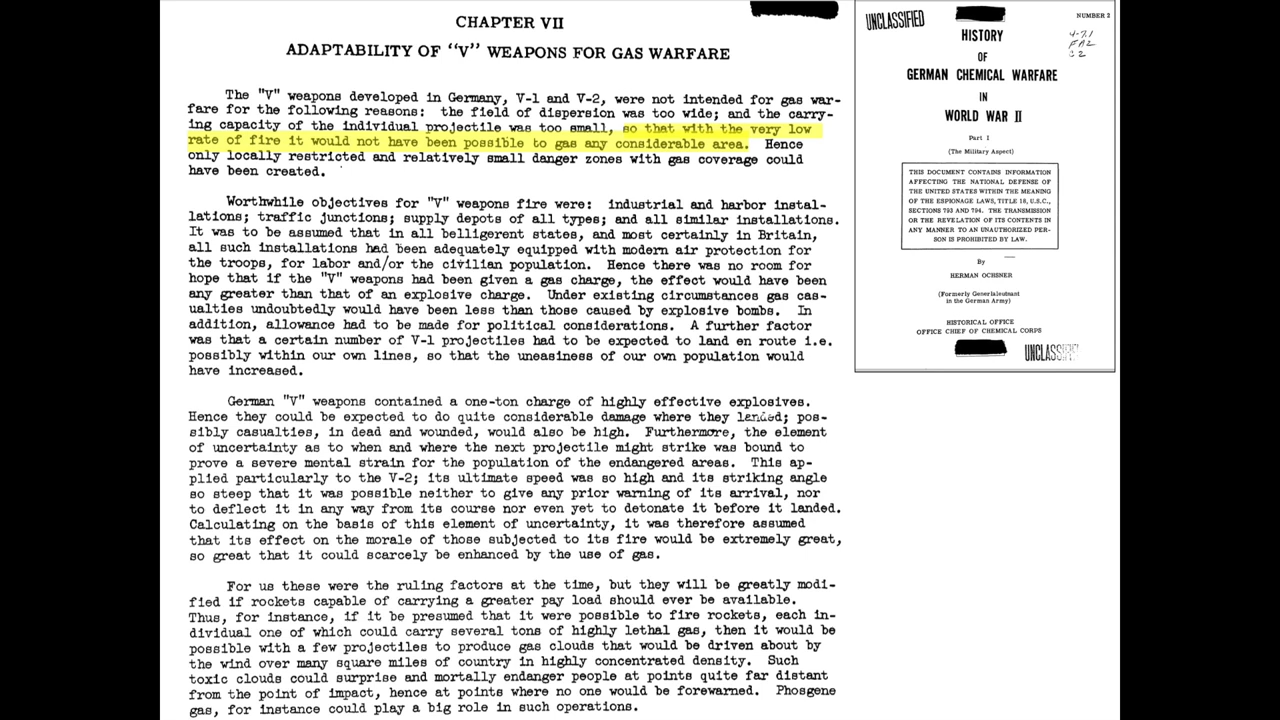 CHAPTER VII
ADAPTABILITY OF "V" WEAPONS FOR GAS WARFARE
The "V" weapons developed in Germany, V-1 and V-2, were not intended for gas war-
fare for the following reasons: the field of dispersion was too wide; and the carry-
ing capacity of the individual projectile was too small, so that with the very low
rate of fire it would not have been possible to gas any considerable area. Hence
only locally restricted and relatively small danger zones with gas coverage could
have been created.
Worthwhile objectives for "V" weapons fire were: industrial and harbor instal-
lations; traffic junctions; supply depots of all types; and all similar installations.
It was to be assumed that in all belligerent states, and most certainly in Britain,
all such installations had been adequately equipped with modern air protection for
the troops, for labor and/or the civilian population. Hence there was no room for
hope that if the "V" weapons had been given a gas charge, the effect would have been
any greater than that of an explosive charge. Under existing circumstances gas cas-
ualties undoubtedly would have been less than those caused by explosive bombs. In
addition, allowance had to be made for political considerations. A further factor
was that a certain number of V-1 projectiles had to be expected to land en route i.e.
possibly within our own lines, so that the uneasiness of our own population would
have increased.
German "V" weapons contained a one-ton charge of highly effective explosives.
Hence they could be expected to do quite considerable damage where they landed; pos-
sibly casualties, in dead and wounded, would also be high. Furthermore, the element
of uncertainty as to when and where the next projectile might strike was bound to
prove a severe mental strain for the population of the endangered areas. This ap-
plied particularly to the V-2; its ultimate speed was so high and its striking angle
so steep that it was possible neither to give any prior warning of its arrival, nor
to deflect it in any way from its course nor even yet to detonate it before it landed.
Calculating on the basis of this element of uncertainty, it was therefore assumed
that its effect on the morale of those subjected to its fire would be extremely great,
so great that it could scarcely be enhanced by the use of gas.
For us these were the ruling factors at the time, but they will be greatly modi-
fied if rockets capable of carrying a greater pay load should ever be available.
Thus, for instance, if it be presumed that it were possible to fire rockets, each in-
dividual one of which could carry several tons of highly lethal gas, then it would be
possible with a few projectiles to produce gas clouds that would be driven about by
the wind over many square miles of country in highly concentrated density. Such
toxic clouds could surprise and mortally endanger people at points quite far distant
from the point of impact, hence at points where no one would be forewarned. Phosgene
gas, for instance could play a big role in such operations.
UNCLASSIFIED
NUMBER 2
HISTORY
OF
GERMAN CHEMICAL WARFARE
IN
WORLD WAR II
Part I
(The Military Aspect)
THIS DOCUMENT CONTAINS INFORMATION
AFFECTING THE NATIONAL DEFENSE OF
THE UNITED STATES WITHIN THE MEANING
OF THE ESPIONAGE LAWS, TITLE 18, U.S.C.,
SECTIONS 793 AND 794. THE TRANSMISSION
OR THE REVELATION OF ITS CONTENTS IN
ANY MANNER TO AN UNAUTHORIZED PER-
SON IS PROHIBITED BY LAW.
By
HERMAN OCHSNER
(Formerly Generalleutnant
in the German Army)
HISTORICAL OFFICE
OFFICE CHIEF OF CHEMICAL CORPS
UNCLASSIFIED